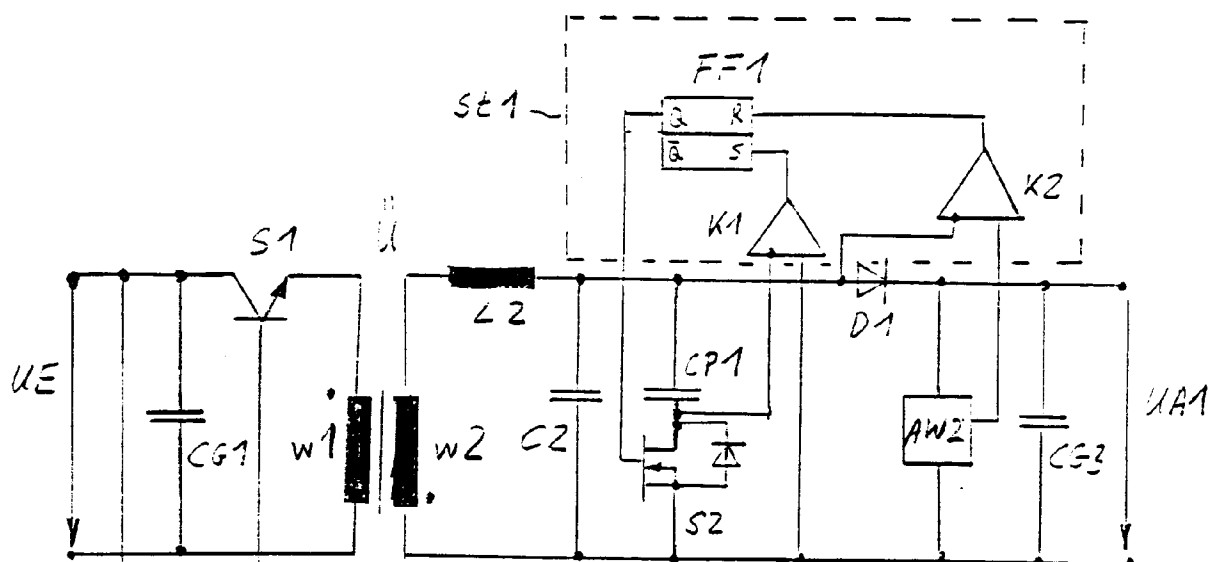 FF1
St1
Q R
Q̅ S
K2
K1
S1
Ü
L2
D1
UE
CP1
UA1
CG1
w1
w2
C2
AW2
CG3
S2